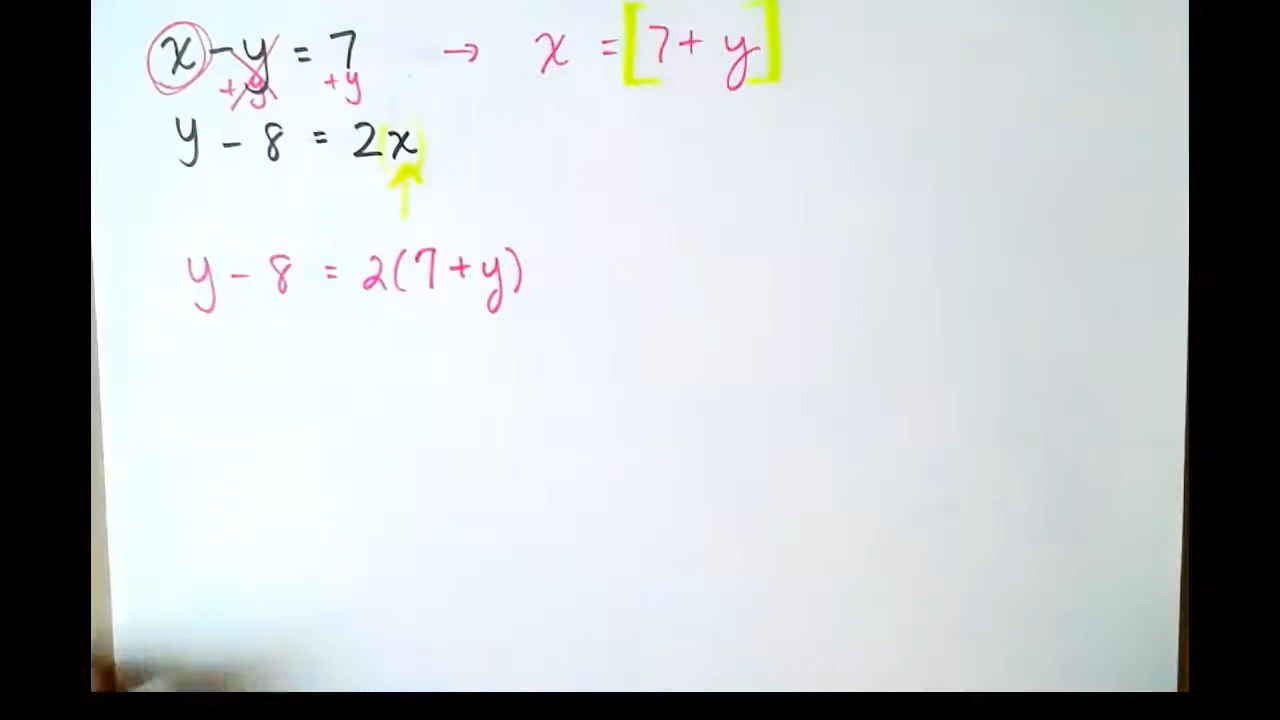 x - y = 7 → x = [7 + y]
+y +y
y - 8 = 2x
y - 8 = 2(7 + y)